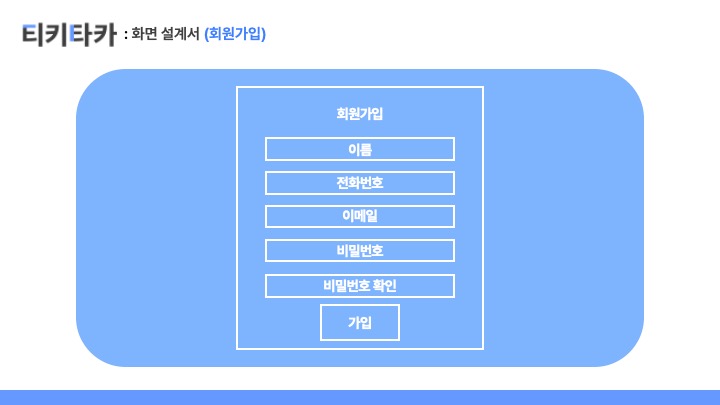 티키타카 : 화면 설계서 (회원가입)
회원가입
이름
전화번호
이메일
비밀번호
비밀번호 확인
가입